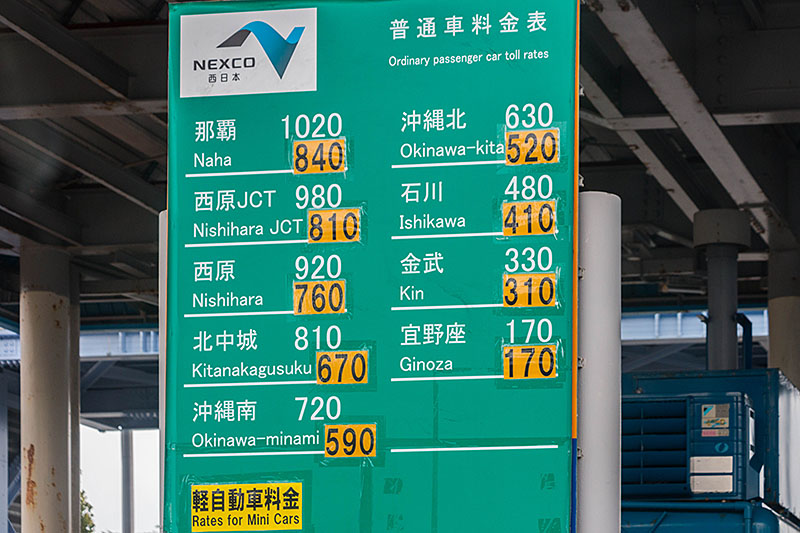 NEXCO
西日本
普通車料金表
Ordinary passenger car toll rates
那覇 1020
Naha 840
西原JCT 980
Nishihara JCT 810
西原 920
Nishihara 760
北中城 810
Kitanakagusuku 670
沖縄南 720
Okinawa-minami 590
沖縄北 630
Okinawa-kita 520
石川 480
Ishikawa 410
金武 330
Kin 310
宜野座 170
Ginoza 170
軽自動車料金
Rates for Mini Cars